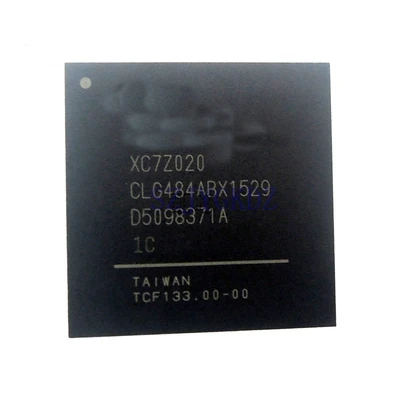 XC7Z020
CLG484ABX1529
D5098371A
1C
TAIWAN
TCF133.00-00